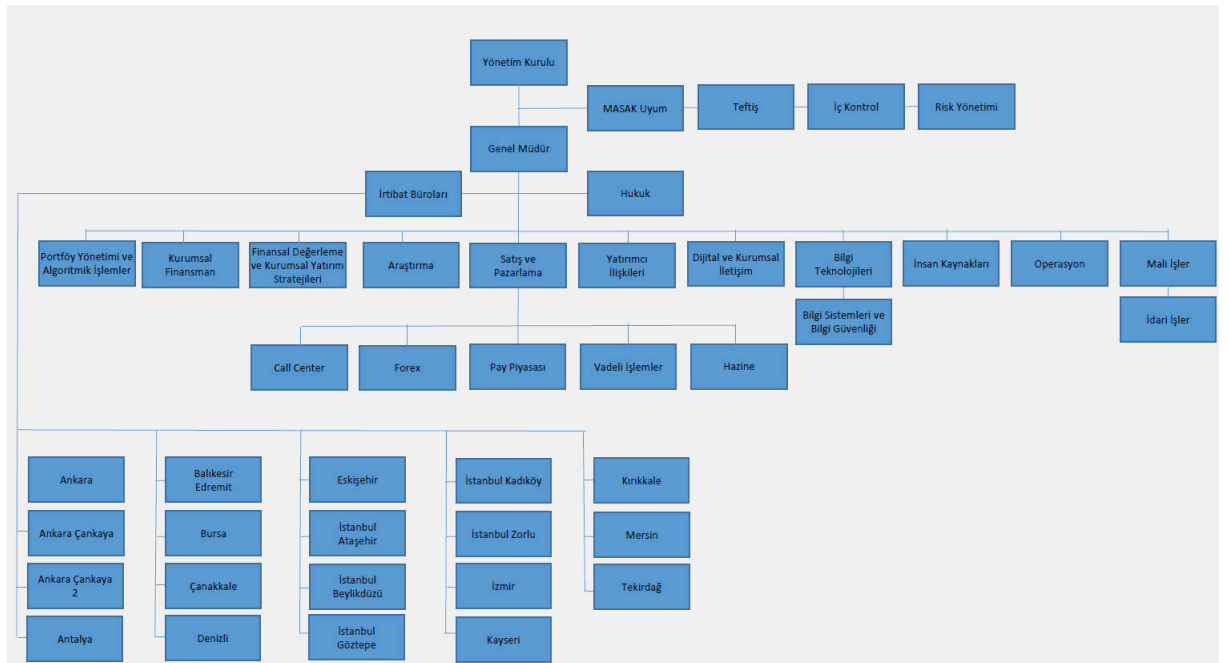 Yönetim Kurulu
MASAK Uyum
Teftiş
İç Kontrol
Risk Yönetimi
Genel Müdür
İrtibat Büroları
Hukuk
Portföy Yönetimi ve
Algoritmik İşlemler
Kurumsal
Finansman
Finansal Değerleme
ve Kurumsal Yatırım
Stratejileri
Araştırma
Satış ve
Pazarlama
Yatırımcı
İlişkileri
Dijital ve Kurumsal
İletişim
Bilgi
Teknolojileri
İnsan Kaynakları
Operasyon
Mali İşler
Bilgi Sistemleri ve
Bilgi Güvenliği
İdari İşler
Call Center
Forex
Pay Piyasası
Vadeli İşlemler
Hazine
Ankara
Ankara Çankaya
Ankara Çankaya
2
Antalya
Balıkesir
Edremit
Bursa
Çanakkale
Denizli
Eskişehir
İstanbul
Ataşehir
İstanbul
Beylikdüzü
İstanbul
Göztepe
İstanbul Kadıköy
İstanbul Zorlu
İzmir
Kayseri
Kırıkkale
Mersin
Tekirdağ